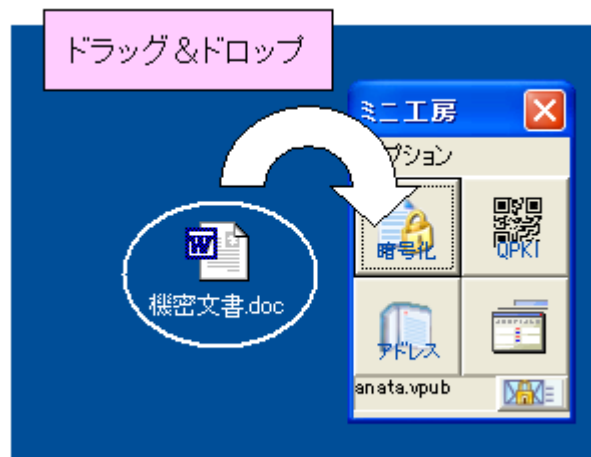 ドラッグ&ドロップ
ミニ工房
プション
暗号化
QPKI
機密文書.doc
アドレス
anata.vpub